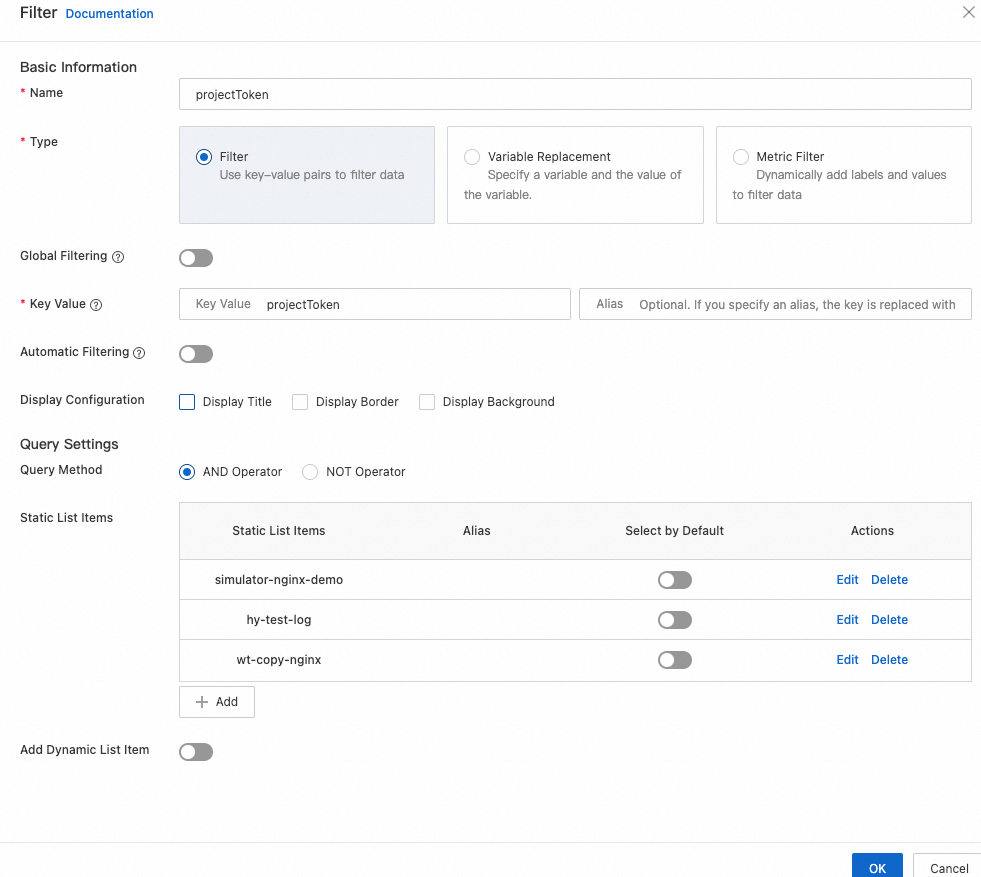 Filter Documentation
Basic Information
* Name
projectToken
* Type
Filter
Use key-value pairs to filter data
Variable Replacement
Specify a variable and the value of
the variable.
Metric Filter
Dynamically add labels and values
to filter data
Global Filtering ?
* Key Value ?
Key Value projectToken
Alias Optional. If you specify an alias, the key is replaced with
Automatic Filtering ?
Display Configuration
Display Title Display Border Display Background
Query Settings
Query Method
AND Operator NOT Operator
Static List Items
Static List Items Alias Select by Default Actions
simulator-nginx-demo Edit Delete
hy-test-log Edit Delete
wt-copy-nginx Edit Delete
+ Add
Add Dynamic List Item
OK Cancel